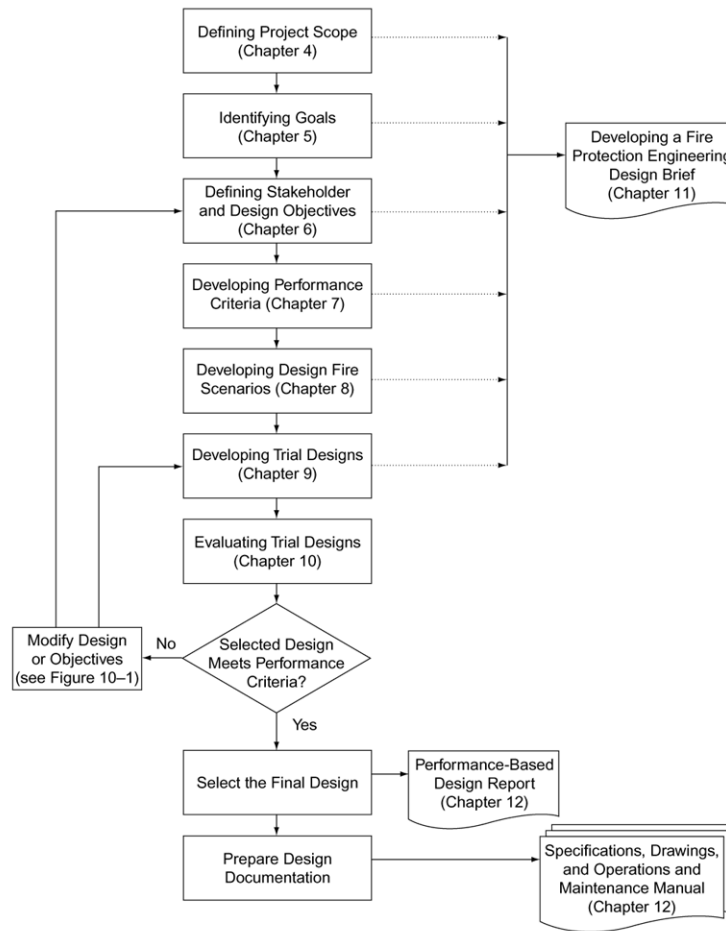 Defining Project Scope
(Chapter 4)
Identifying Goals
(Chapter 5)
Developing a Fire
Protection Engineering
Design Brief
(Chapter 11)
Defining Stakeholder
and Design Objectives
(Chapter 6)
Developing Performance
Criteria (Chapter 7)
Developing Design Fire
Scenarios (Chapter 8)
Developing Trial Designs
(Chapter 9)
Evaluating Trial Designs
(Chapter 10)
Modify Design
or Objectives
(see Figure 10–1)
No
Selected Design
Meets Performance
Criteria?
Yes
Select the Final Design
Performance-Based
Design Report
(Chapter 12)
Prepare Design
Documentation
Specifications, Drawings,
and Operations and
Maintenance Manual
(Chapter 12)